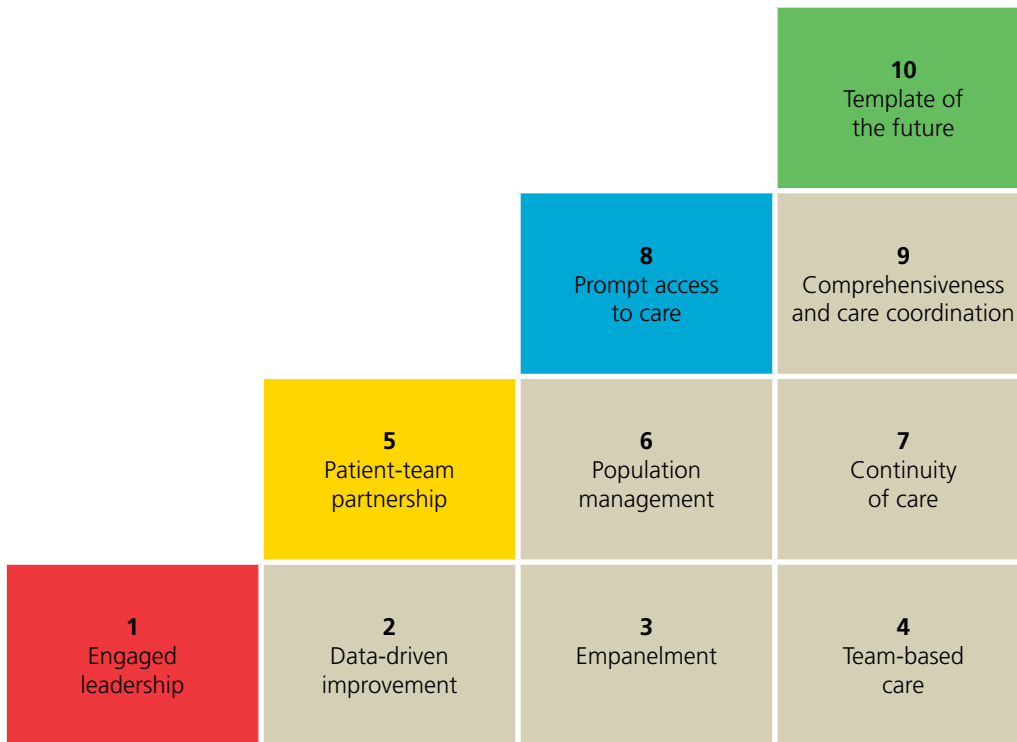 10
Template of
the future
8
Prompt access
to care
9
Comprehensiveness
and care coordination
5
Patient-team
partnership
6
Population
management
7
Continuity
of care
1
Engaged
leadership
2
Data-driven
improvement
3
Empanelment
4
Team-based
care